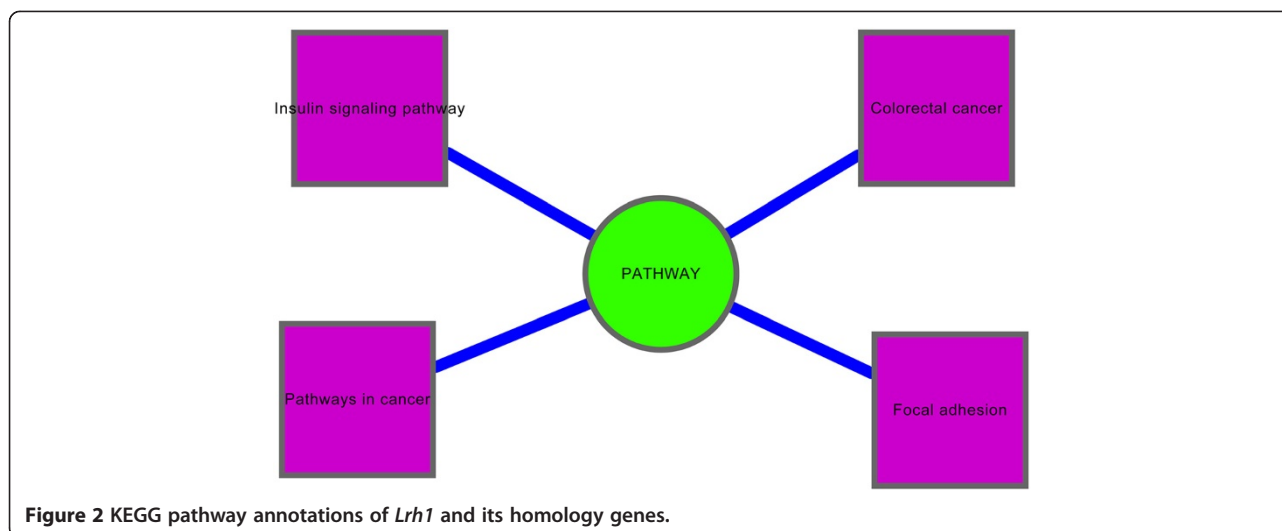 Insulin signaling pathway
Colorectal cancer
PATHWAY
Pathways in cancer
Focal adhesion
Figure 2 KEGG pathway annotations of Lrh1 and its homology genes.